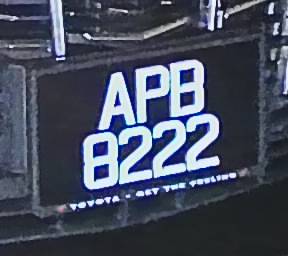 APB
8222
TOYOTA - GET THE FEELING